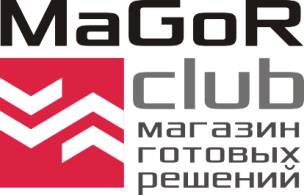 MaGoR
club
магазин
готовых
решений